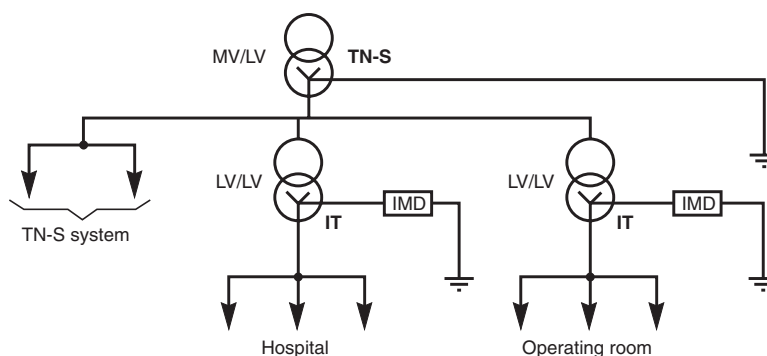 MV/LV TN-S
LV/LV
IMD
IT
LV/LV
IMD
IT
TN-S system
Hospital
Operating room